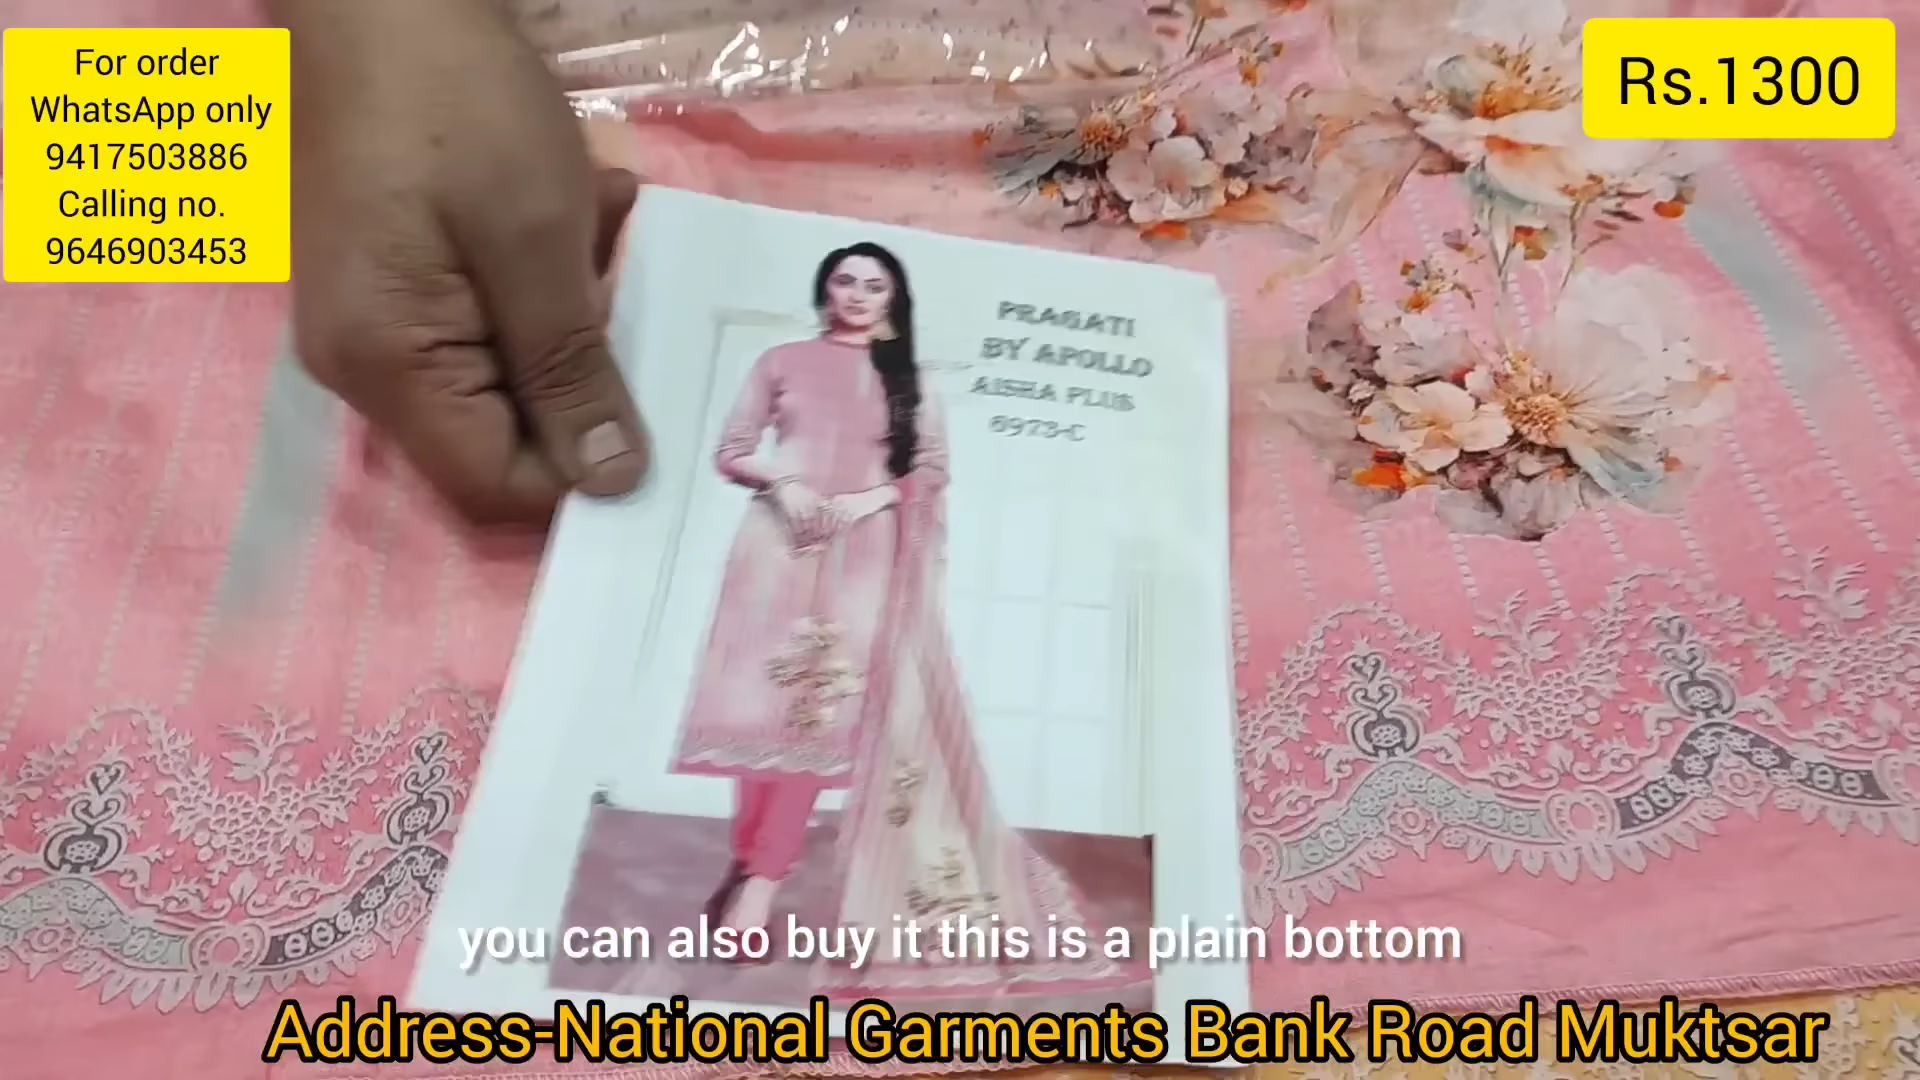 For order
WhatsApp only
9417503886
Calling no.
9646903453
Rs.1300
PRAGATI
BY APOLLO
AISHA PLUS
6973-C
you can also buy it this is a plain bottom
Address-National Garments Bank Road Muktsar